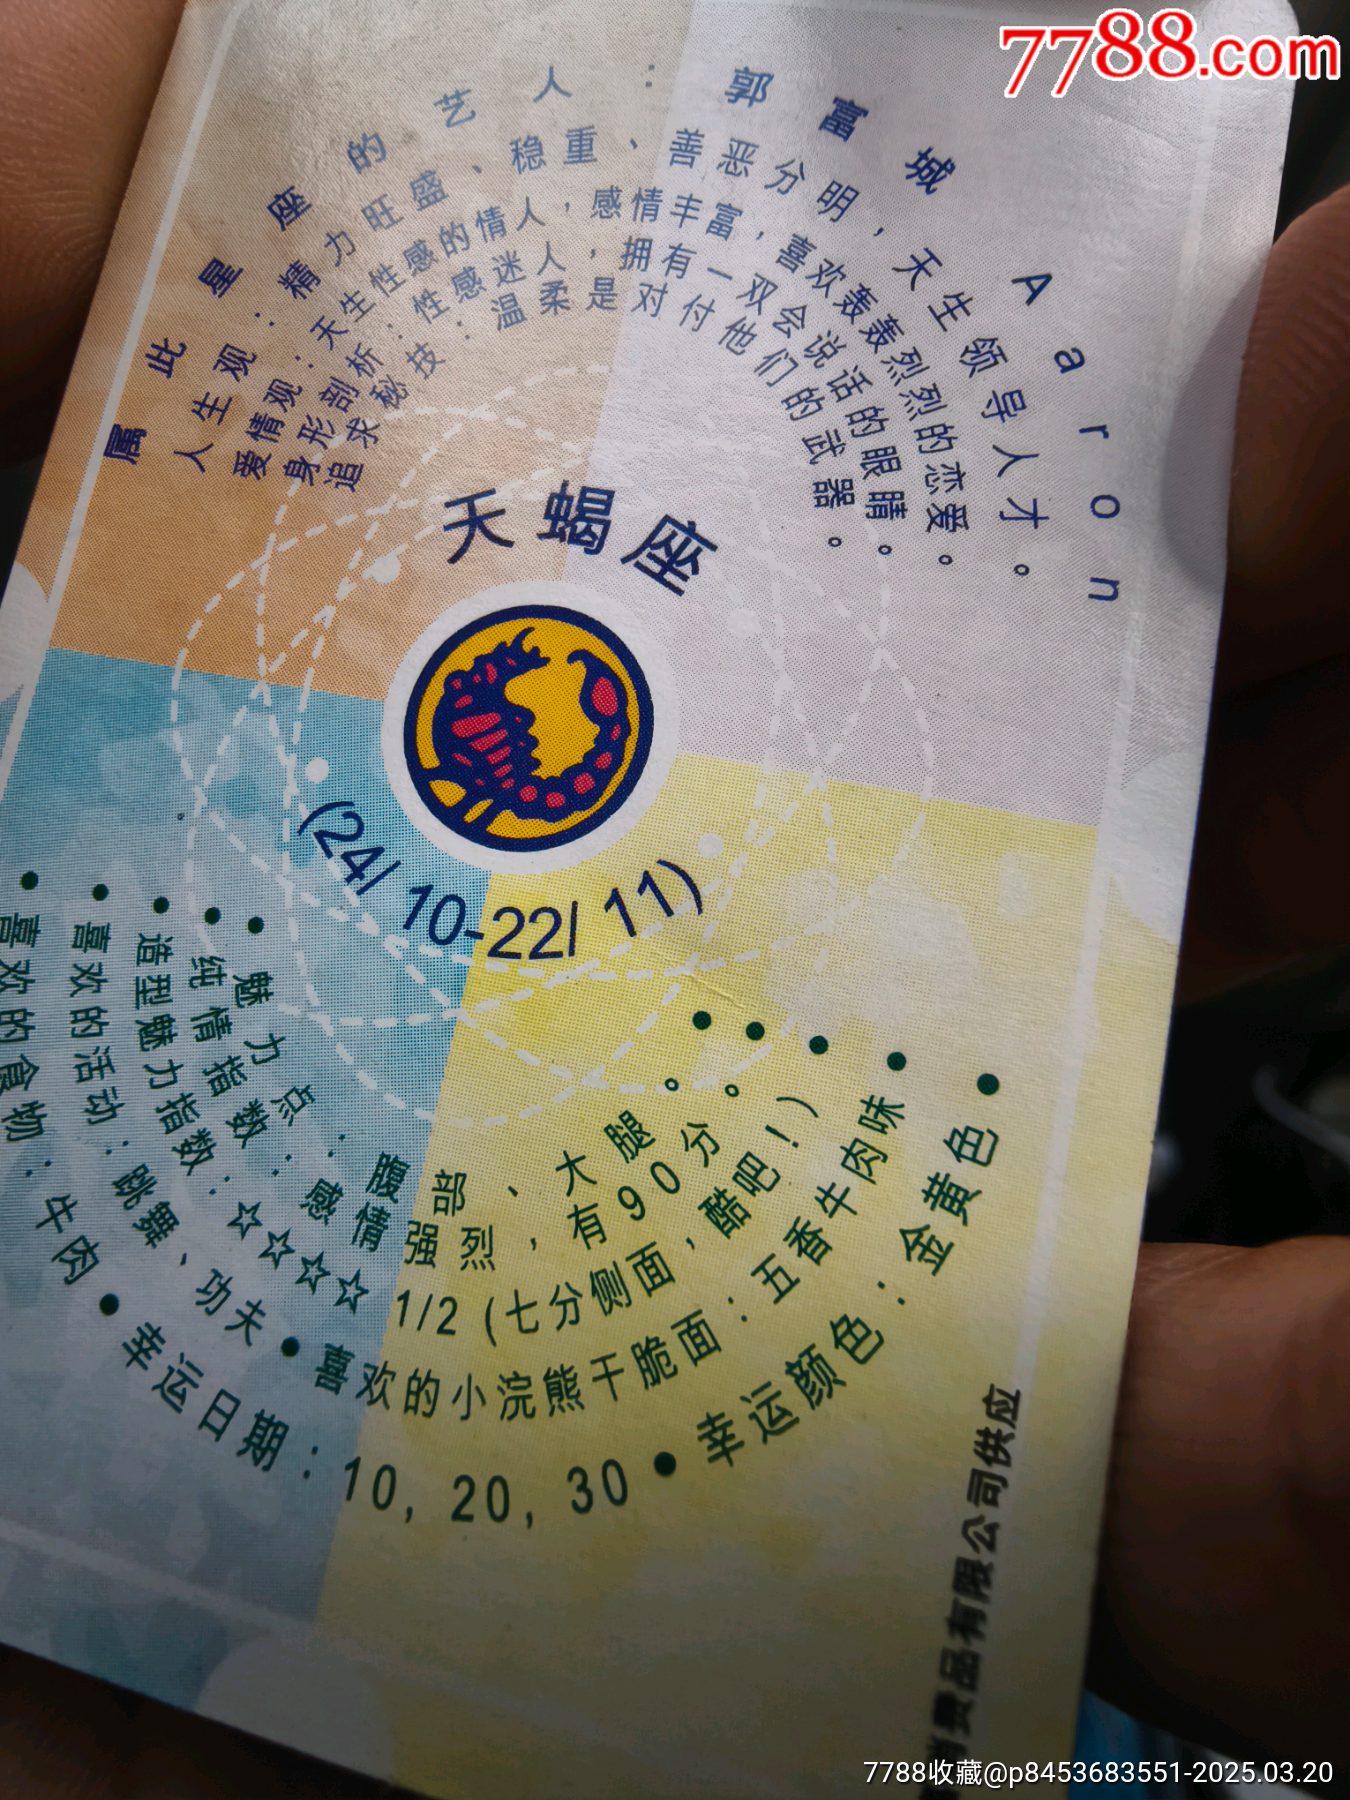 7788.com
属此星座的艺人：郭富城 Aaron
人生观：精力旺盛、稳重、善恶分明，天生领导人才。
爱情观：天生性感的情人，感情丰富，喜欢轰轰烈烈的恋爱。
身形剖析：性感迷人，拥有一双会说话的眼睛。
追求秘技：温柔是对付他们的武器。
天蝎座
(24/10-22/11)
●魅力点：腹部、大腿。●
●纯情指数：感情强烈，有90分。●
●造型魅力指数：☆☆☆☆1/2（七分侧面，酷吧！）●
●喜欢的活动：跳舞、功夫●喜欢的小浣熊干脆面：五香牛肉味●
●喜欢的食物：牛肉●幸运日期：10，20，30●幸运颜色：金黄色●
费品有限公司供应
7788收藏@p8453683551-2025.03.20